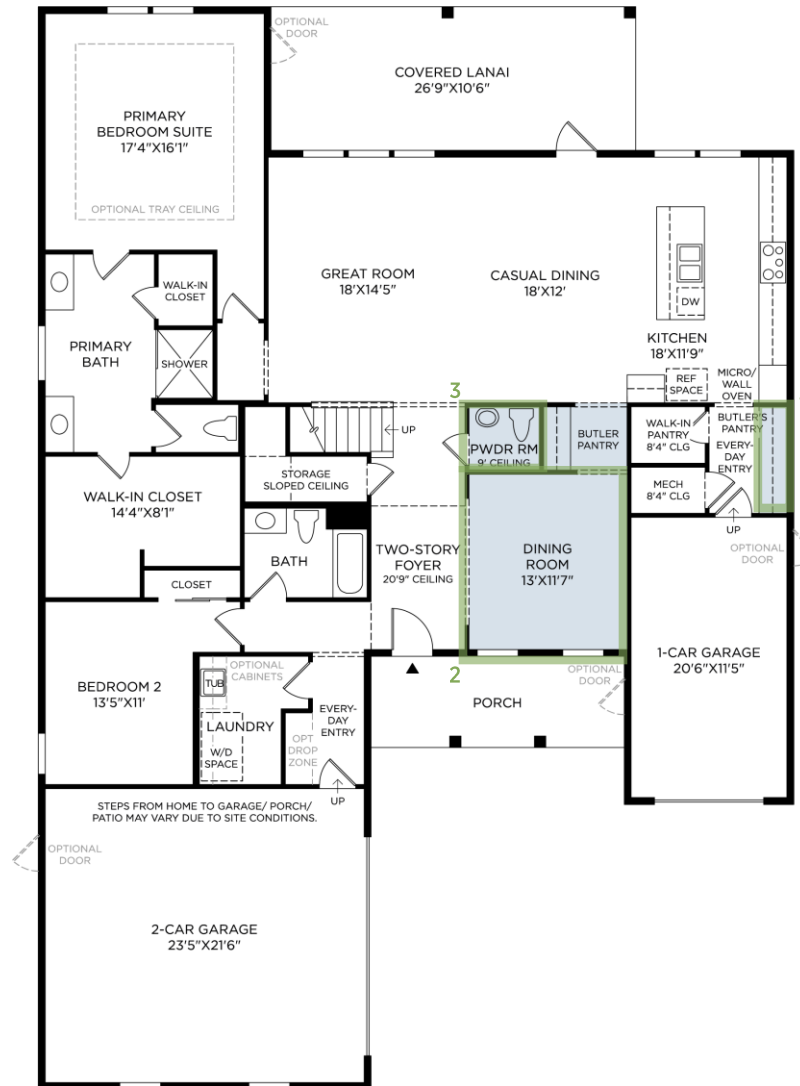 OPTIONAL
DOOR
COVERED LANAI
26'9"X10'6"
PRIMARY
BEDROOM SUITE
17'4"X16'1"
OPTIONAL TRAY CEILING
WALK-IN
CLOSET
GREAT ROOM
18'X14'5"
CASUAL DINING
18'X12'
DW
KITCHEN
18'X11'9"
PRIMARY
BATH
SHOWER
REF
SPACE
MICRO/
WALL
OVEN
3
UP
PWDR RM
9' CEILING
BUTLER
PANTRY
WALK-IN
PANTRY
8'4" CLG
BUTLER'S
PANTRY
EVERY-
DAY
ENTRY
STORAGE
SLOPED CEILING
MECH
8'4" CLG
WALK-IN CLOSET
14'4"X8'1"
UP
BATH
TWO-STORY
FOYER
20'9" CEILING
DINING
ROOM
13'X11'7"
OPTIONAL
DOOR
CLOSET
1-CAR GARAGE
20'6"X11'5"
2
BEDROOM 2
13'5"X11'
OPTIONAL
CABINETS
TUB
LAUNDRY
W/D
SPACE
OPT
DROP
ZONE
EVERY-
DAY
ENTRY
PORCH
OPTIONAL
DOOR
UP
STEPS FROM HOME TO GARAGE/ PORCH/
PATIO MAY VARY DUE TO SITE CONDITIONS.
OPTIONAL
DOOR
2-CAR GARAGE
23'5"X21'6"